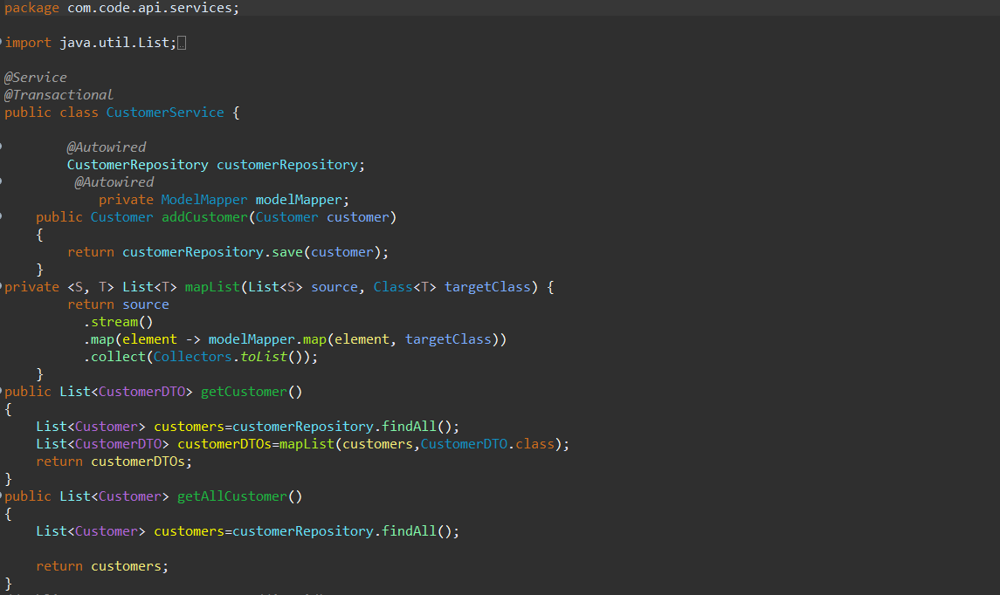 package com.code.api.services;
import java.util.List;
@Service
@Transactional
public class CustomerService {
@Autowired
CustomerRepository customerRepository;
@Autowired
private ModelMapper modelMapper;
public Customer addCustomer(Customer customer)
{
return customerRepository.save(customer);
}
private <S, T> List<T> mapList(List<S> source, Class<T> targetClass) {
return source
.stream()
.map(element -> modelMapper.map(element, targetClass))
.collect(Collectors.toList());
}
public List<CustomerDTO> getCustomer()
{
List<Customer> customers=customerRepository.findAll();
List<CustomerDTO> customerDTOs=mapList(customers,CustomerDTO.class);
return customerDTOs;
}
public List<Customer> getAllCustomer()
{
List<Customer> customers=customerRepository.findAll();
return customers;
}